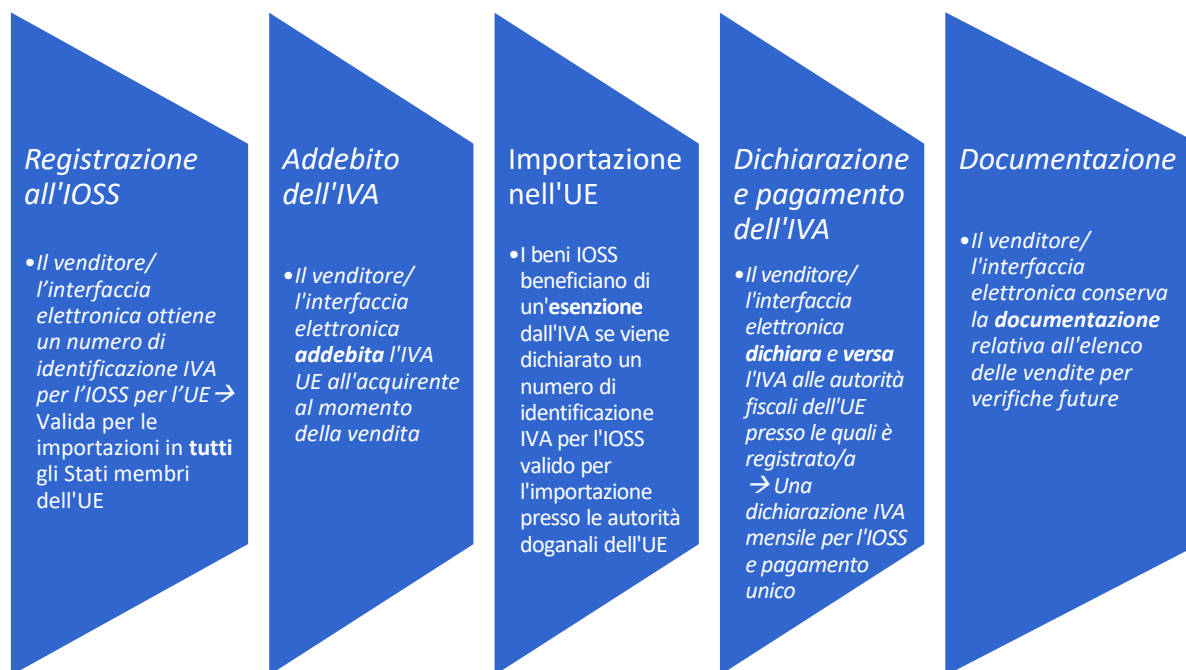 Registrazione
all'IOSS
•Il venditore/
l’interfaccia
elettronica ottiene
un numero di
identificazione IVA
per l’IOSS per l’UE →
Valida per le
importazioni in tutti
gli Stati membri
dell'UE
Addebito
dell'IVA
•Il venditore/
l'interfaccia
elettronica
addebita l'IVA
UE all'acquirente
al momento
della vendita
Importazione
nell'UE
•I beni IOSS
beneficiano di
un'esenzione
dall'IVA se viene
dichiarato un
numero di
identificazione
IVA per l'IOSS
valido per
l'importazione
presso le autorità
doganali dell'UE
Dichiarazione
e pagamento
dell'IVA
•Il venditore/
l'interfaccia
elettronica
dichiara e versa
l'IVA alle autorità
fiscali dell'UE
presso le quali è
registrato/a
→ Una
dichiarazione IVA
mensile per l'IOSS
e pagamento
unico
Documentazione
•Il venditore/
l'interfaccia
elettronica conserva
la documentazione
relativa all'elenco
delle vendite per
verifiche future